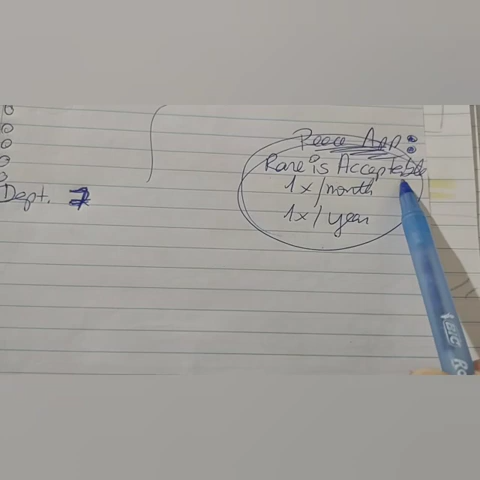 Peace App:
Rare is Acceptable
1x/month
1x/year
Dept. 7
BIC